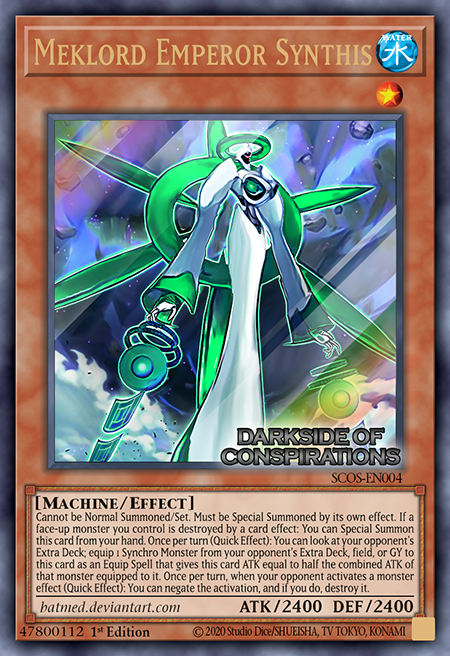 MEKLORD EMPEROR SYNTHIS
WATER
水
DARKSIDE OF
CONSPIRATIONS
SCOS-EN004
[MACHINE/EFFECT]
Cannot be Normal Summoned/Set. Must be Special Summoned by its own effect. If a
face-up monster you control is destroyed by a card effect: You can Special Summon
this card from your hand. Once per turn (Quick Effect): You can look at your opponent's
Extra Deck; equip 1 Synchro Monster from your opponent's Extra Deck, field, or GY to
this card as an Equip Spell that gives this card ATK equal to half the combined ATK of
that monster equipped to it. Once per turn, when your opponent activates a monster
effect (Quick Effect): You can negate the activation, and if you do, destroy it.
batmed.deviantart.com ATK/2400 DEF/2400
47800112 1st Edition ©2020 Studio Dice/SHUEISHA, TV TOKYO, KONAMI